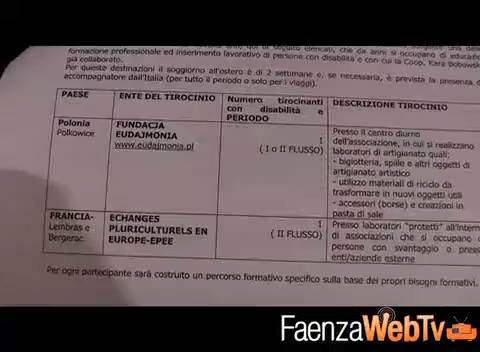 formazione professionale ed inserimento lavorativo di persone con disabilità e con cui la Coop. Kara Bobowski
già collaborato.
Per queste destinazioni il soggiorno all'estero è di 2 settimane e, se necessaria, è prevista la presenza
accompagnatore dall'Italia (per tutto il periodo o solo per i viaggi).
PAESE ENTE DEL TIROCINIO Numero tirocinanti con disabilità e PERIODO DESCRIZIONE TIROCINIO
Polonia
Polkowice
FUNDACJA
EUDAJMONIA
www.eudajmonia.pl
1
( I o II FLUSSO)
Presso il centro diurno
dell'associazione, in cui si realizzano
laboratori di artigianato quali:
- bigiotteria, spille e altri oggetti di
artigianato artistico
- utilizzo materiali di riciclo da
trasformare in nuovi oggetti utili
- accessori (borse) e creazioni in
pasta di sale
FRANCIA-
Lembras e
Bergerac
ECHANGES
PLURICULTURELS EN
EUROPE-EPEE
1
( II FLUSSO)
Presso laboratori "protetti" all'intern
di associazioni che si occupano
persone con svantaggio o press
enti/aziende esterne
Per ogni partecipante sarà costruito un percorso formativo specifico sulla base dei propri bisogni formativi.
FaenzaWebTv